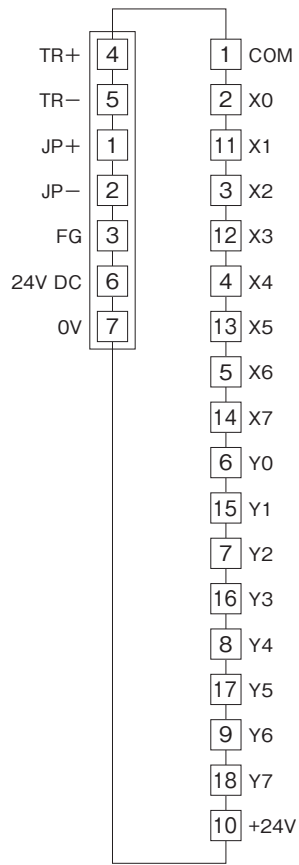 TR+ 4
TR− 5
JP+ 1
JP− 2
FG 3
24V DC 6
0V 7
1 COM
2 X0
11 X1
3 X2
12 X3
4 X4
13 X5
5 X6
14 X7
6 Y0
15 Y1
7 Y2
16 Y3
8 Y4
17 Y5
9 Y6
18 Y7
10 +24V